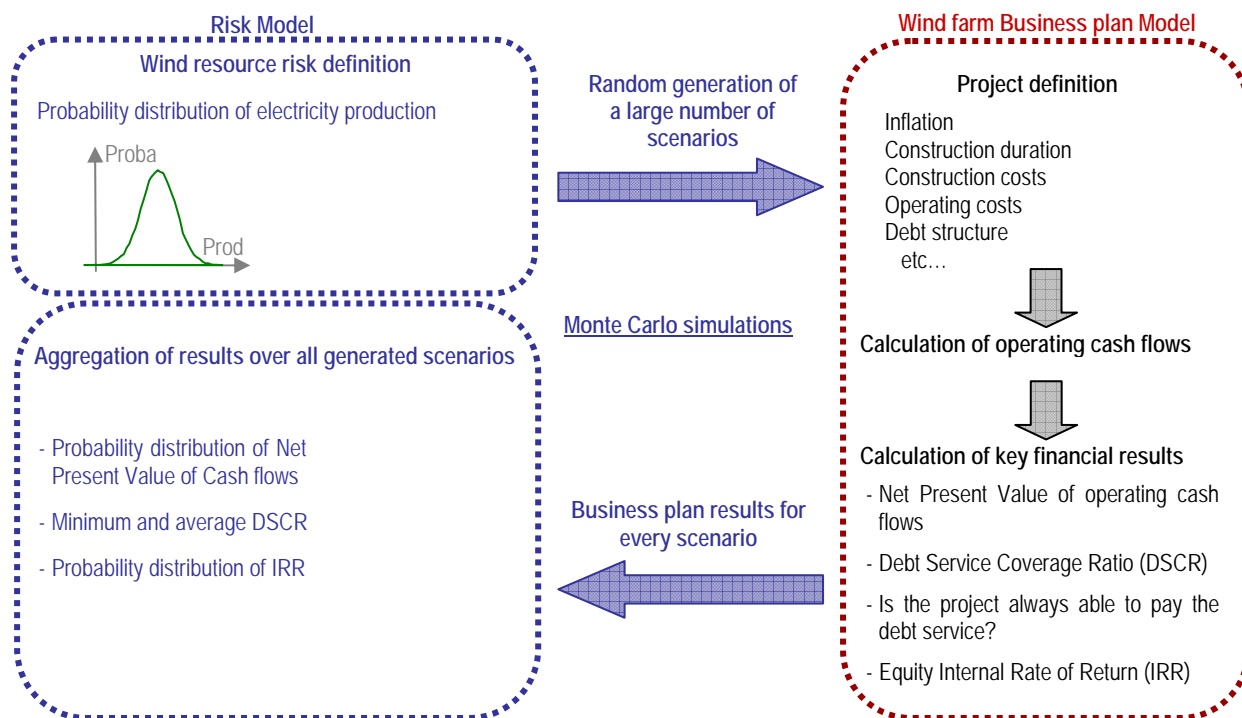 Risk Model
Wind resource risk definition
Probability distribution of electricity production
Proba
Prod
Aggregation of results over all generated scenarios
- Probability distribution of Net
Present Value of Cash flows
- Minimum and average DSCR
- Probability distribution of IRR
Random generation of
a large number of
scenarios
Monte Carlo simulations
Business plan results for
every scenario
Wind farm Business plan Model
Project definition
Inflation
Construction duration
Construction costs
Operating costs
Debt structure
etc…
Calculation of operating cash flows
Calculation of key financial results
- Net Present Value of operating cash
flows
- Debt Service Coverage Ratio (DSCR)
- Is the project always able to pay the
debt service?
- Equity Internal Rate of Return (IRR)